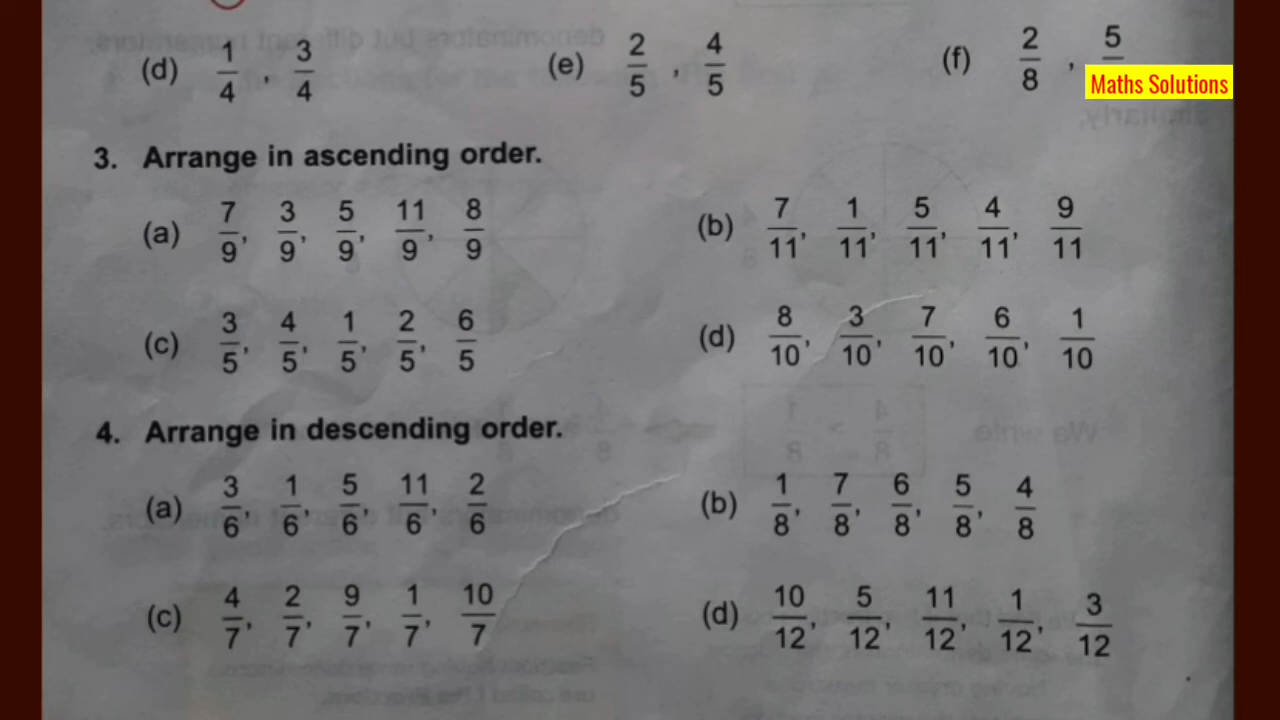 (d) 1/4, 3/4 (e) 2/5, 4/5 (f) 2/8, 5
Maths Solutions
3. Arrange in ascending order.
(a) 7/9, 3/9, 5/9, 11/9, 8/9 (b) 7/11, 1/11, 5/11, 4/11, 9/11
(c) 3/5, 4/5, 1/5, 2/5, 6/5 (d) 8/10, 3/10, 7/10, 6/10, 1/10
4. Arrange in descending order.
(a) 3/6, 1/6, 5/6, 11/6, 2/6 (b) 1/8, 7/8, 6/8, 5/8, 4/8
(c) 4/7, 2/7, 9/7, 1/7, 10/7 (d) 10/12, 5/12, 11/12, 1/12, 3/12